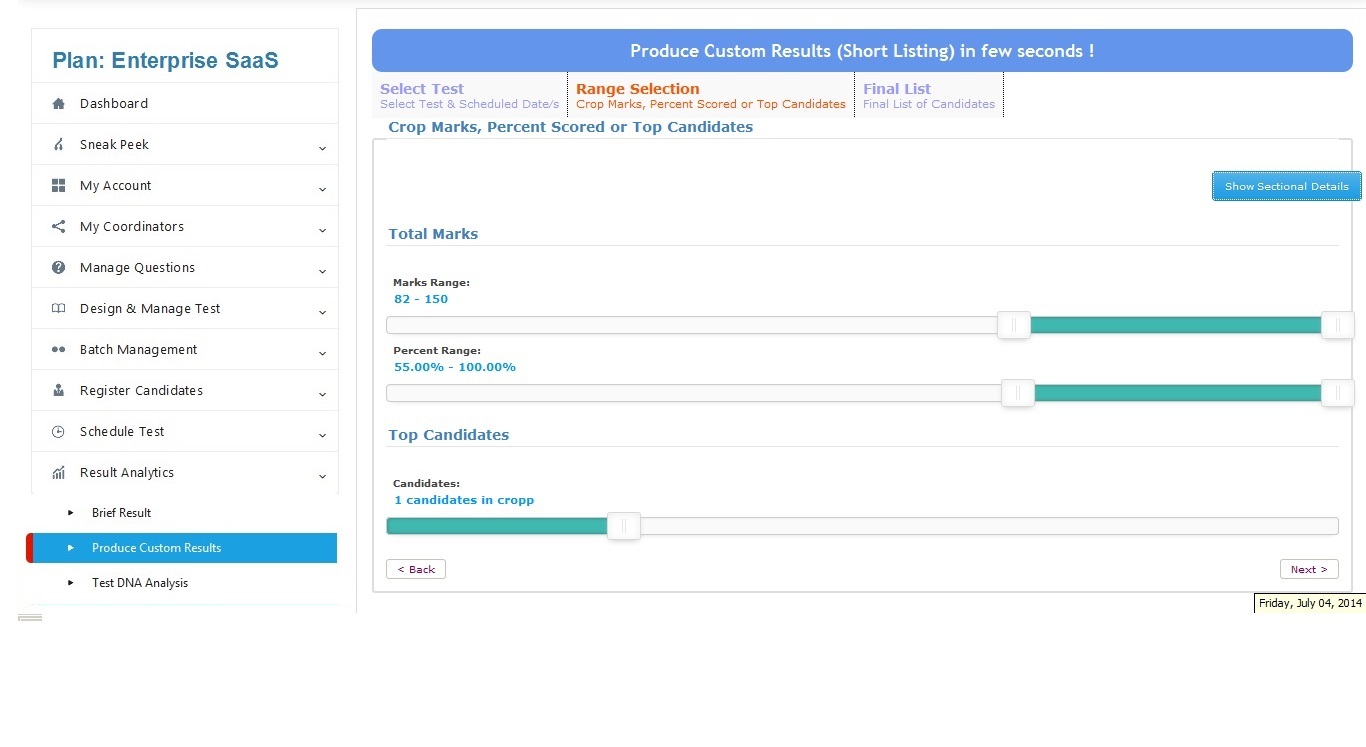 Plan: Enterprise SaaS
Dashboard
Sneak Peek
My Account
My Coordinators
Manage Questions
Design & Manage Test
Batch Management
Register Candidates
Schedule Test
Result Analytics
Brief Result
Produce Custom Results
Test DNA Analysis
Produce Custom Results (Short Listing) in few seconds !
Select Test
Select Test & Scheduled Date/s
Range Selection
Crop Marks, Percent Scored or Top Candidates
Final List
Final List of Candidates
Crop Marks, Percent Scored or Top Candidates
Show Sectional Details
Total Marks
Marks Range:
82 - 150
Percent Range:
55.00% - 100.00%
Top Candidates
Candidates:
1 candidates in cropp
< Back
Next >
Friday, July 04, 2014